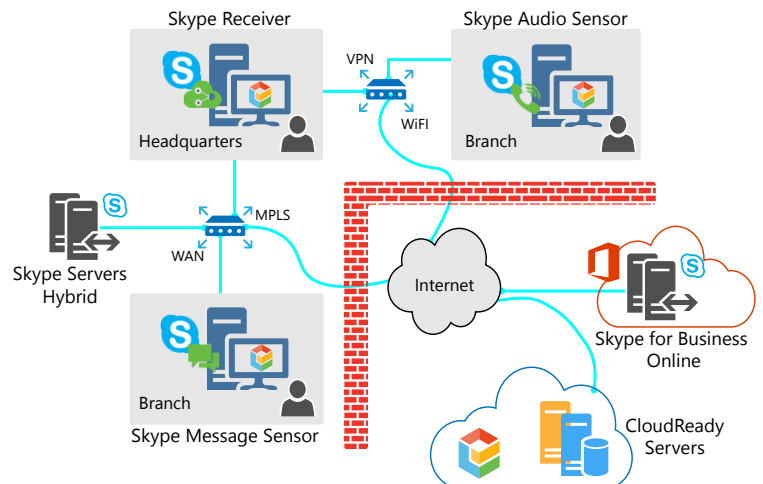 Skype Receiver
Skype Audio Sensor
VPN
S
S
WiFI
Headquarters
Branch
S
MPLS
WAN
Skype Servers
Hybrid
Internet
S
Skype for Business
Online
S
Branch
Skype Message Sensor
CloudReady
Servers